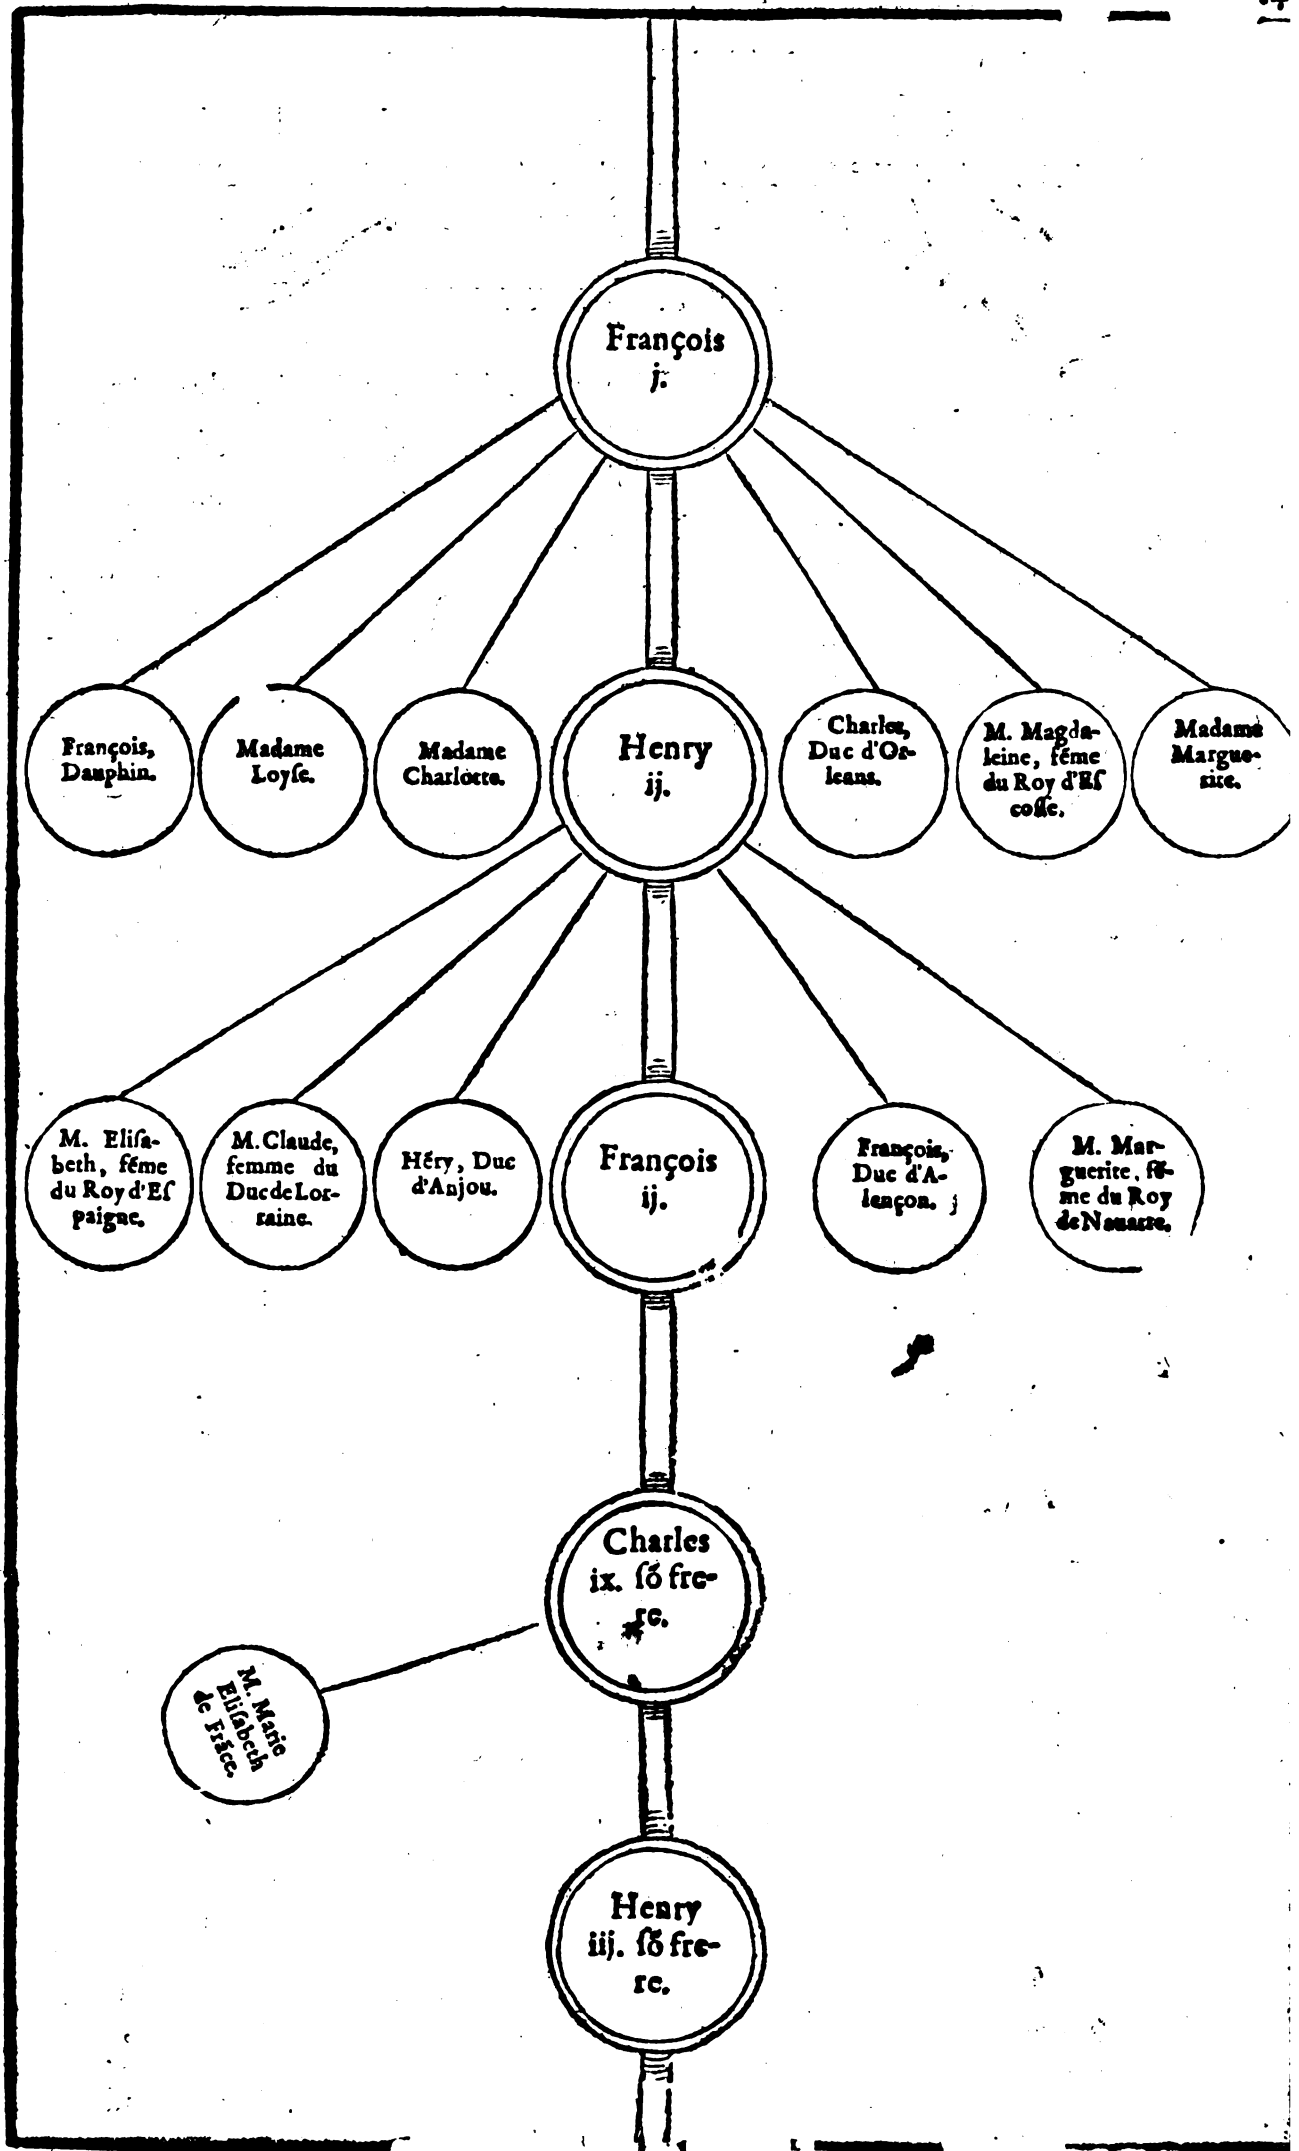 François
j.
François,
Dauphin.
Madame
Loyſe.
Madame
Charlotte.
Henry
ij.
Charles,
Duc d'Or-
leans.
M. Magda-
leine, féme
du Roy d'Eſ
coſſe.
Madame
Margue-
rite.
M. Eliſa-
beth, féme
du Roy d'Eſ
paigne.
M. Claude,
femme du
Duc de Lor-
raine.
Héry, Duc
d'Anjou.
François
ij.
François,
Duc d'A-
lençon.
M. Mar-
guerite, fé-
me du Roy
de Nauarre.
Charles
ix. ſó fre-
re.
M. Marie
Eliſabeth
de Fráce.
Henry
iij. ſõ fre-
re.